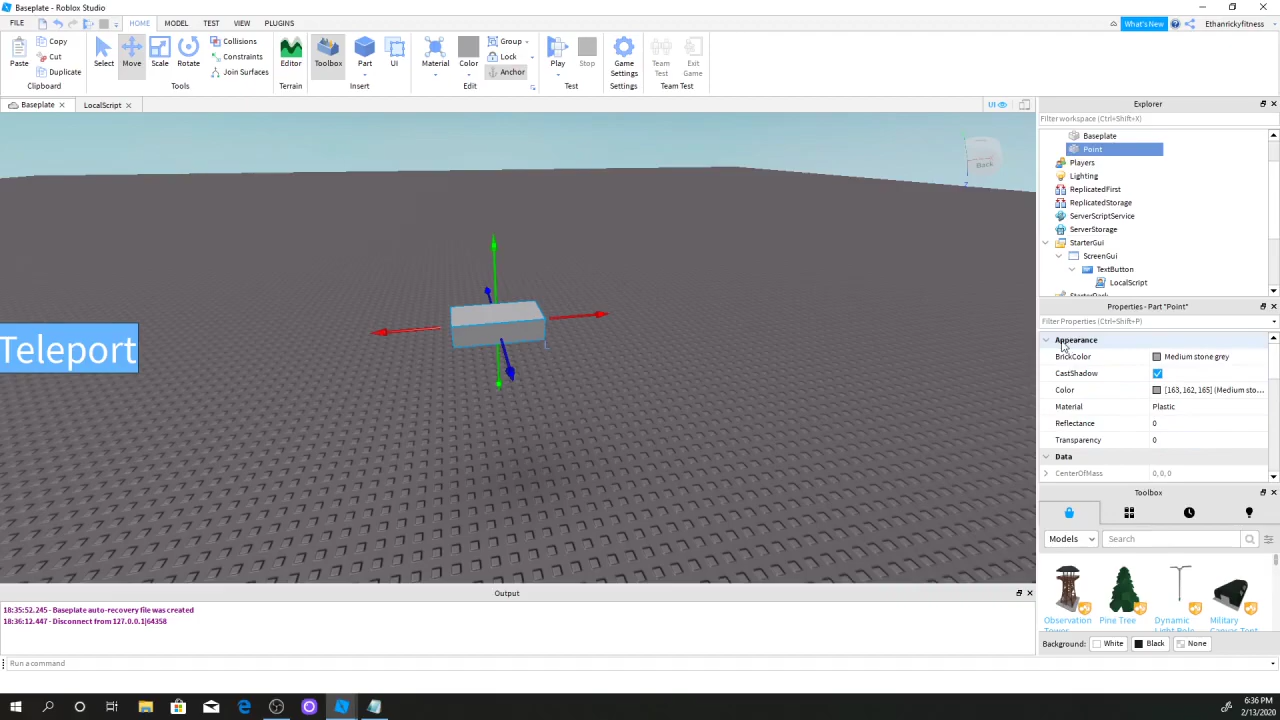 Baseplate - Roblox Studio
FILE HOME MODEL TEST VIEW PLUGINS What's New Ethanrickyfitness
Paste Copy Cut Duplicate Select Move Scale Rotate Collisions Constraints Join Surfaces Editor Toolbox Part UI Material Color Group Lock Anchor Play Stop Game Settings Team Test Exit Game
Clipboard Tools Terrain Insert Edit Test Settings Team Test
Baseplate LocalScript UI
Back
Teleport
Explorer
Filter workspace (Ctrl+Shift+X)
Baseplate
Point
Players
Lighting
ReplicatedFirst
ReplicatedStorage
ServerScriptService
ServerStorage
StarterGui
ScreenGui
TextButton
LocalScript
Properties - Part "Point"
Filter Properties (Ctrl+Shift+P)
Appearance
BrickColor Medium stone grey
CastShadow
Color [163, 162, 165] (Medium sto...
Material Plastic
Reflectance 0
Transparency 0
Data
CenterOfMass 0, 0, 0
Toolbox
Models Search
Observation
Pine Tree
Dynamic
Military
Background: White Black None
Output
18:35:52.245 - Baseplate auto-recovery file was created
18:36:12.447 - Disconnect from 127.0.0.1|64358
Run a command
6:36 PM
2/13/2020